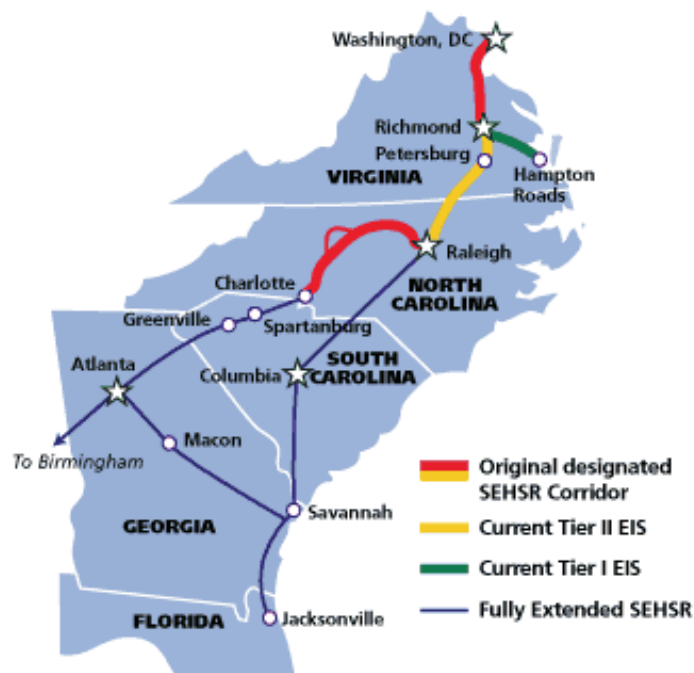 Washington, DC
Richmond
Petersburg
Hampton
Roads
VIRGINIA
Raleigh
Charlotte
NORTH
CAROLINA
Greenville
Spartanburg
Atlanta
SOUTH
CAROLINA
Columbia
To Birmingham
Macon
Savannah
GEORGIA
FLORIDA
Jacksonville
Original designated
SEHSR Corridor
Current Tier II EIS
Current Tier I EIS
Fully Extended SEHSR